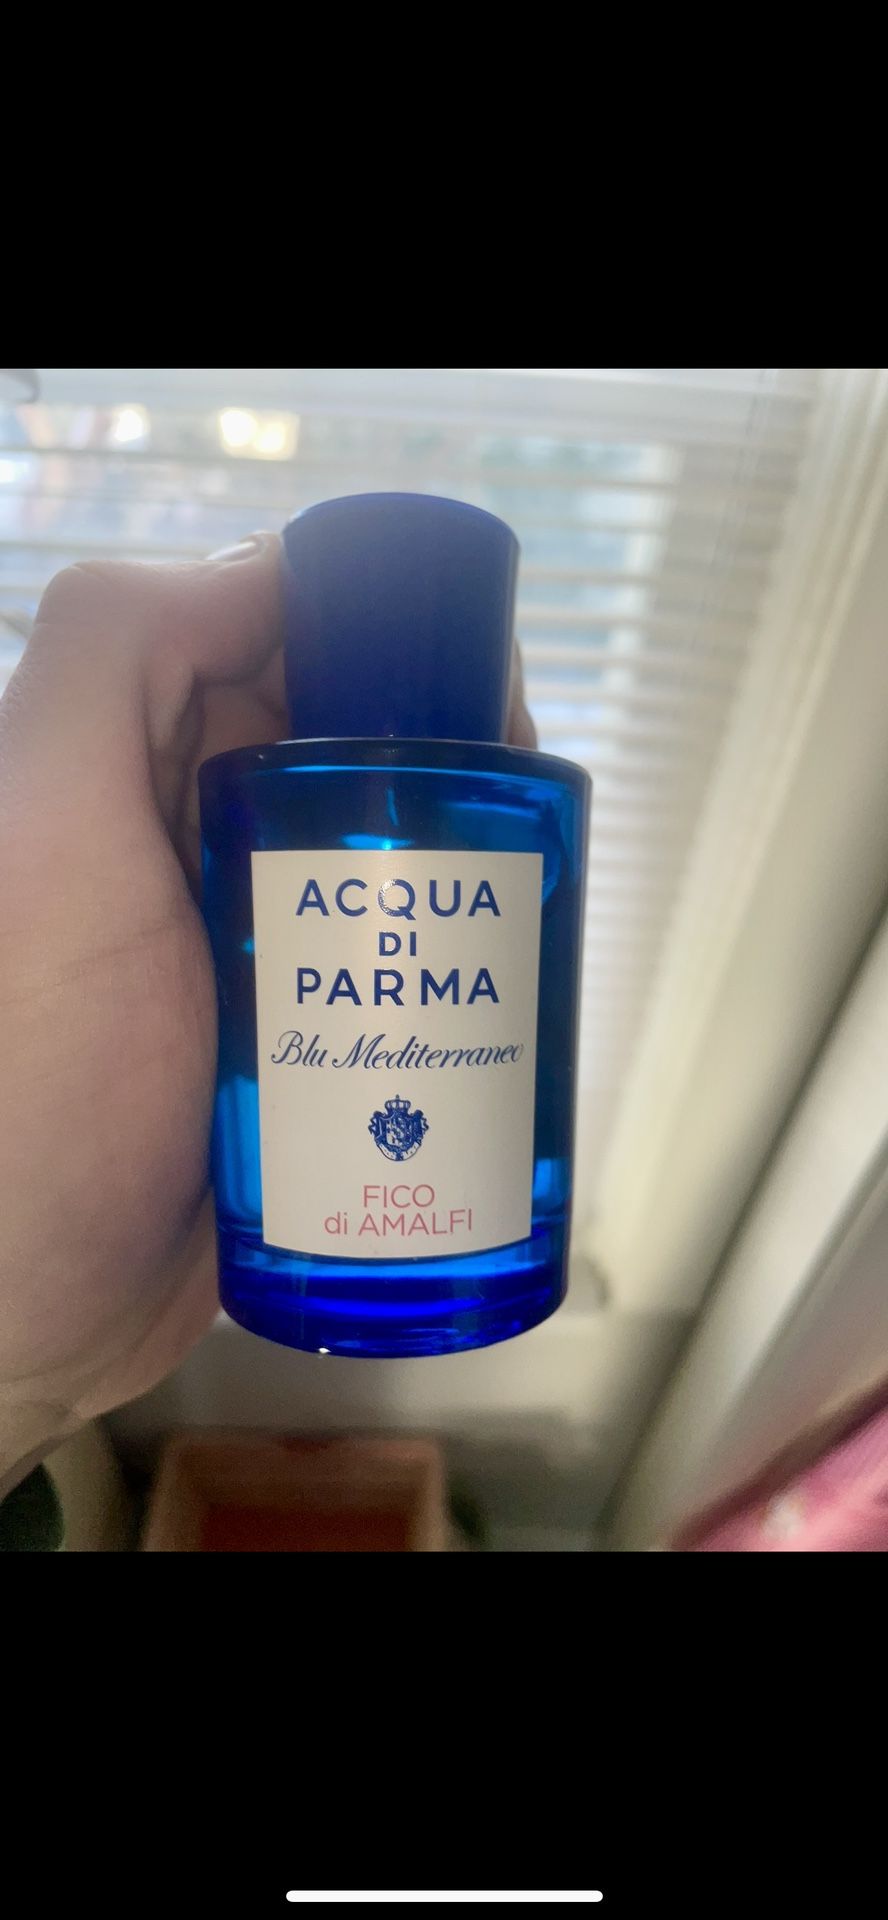 ACQUA
DI
PARMA
Blu Mediterraneo
FICO
di AMALFI